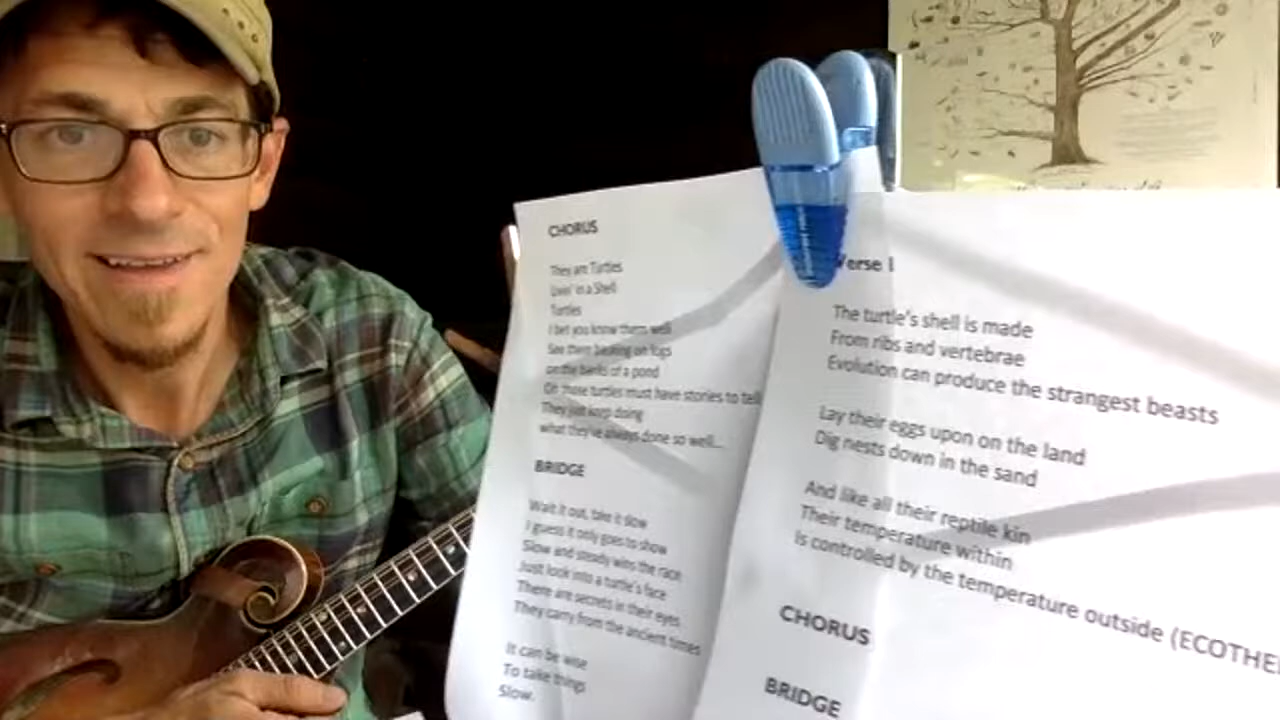 CHORUS
They are Turtles
Livin' in a Shell
Turtles
I bet you know them well
See them basking on logs
on the banks of a pond
Oh those turtles must have stories to tell
They just keep doing
what they've always done so well...
BRIDGE
Wait it out, take it slow
I guess it only goes to show
Slow and steady wins the race
Just look into a turtle's face
There are secrets in their eyes
They carry from the ancient times
It can be wise
To take things
Slow.
Verse I
The turtle's shell is made
From ribs and vertebrae
Evolution can produce the strangest beasts
Lay their eggs upon on the land
Dig nests down in the sand
And like all their reptile kin
Their temperature within
Is controlled by the temperature outside (ECOTHE
CHORUS
BRIDGE